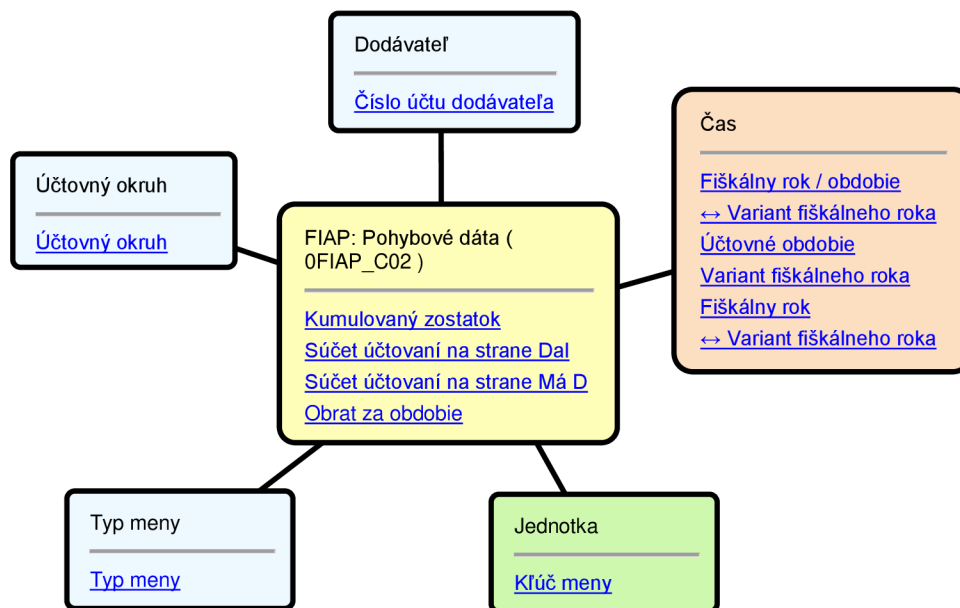 Dodávateľ
Číslo účtu dodávateľa
Čas
Fiškálny rok / obdobie
↔ Variant fiškálneho roka
Účtovné obdobie
Variant fiškálneho roka
Fiškálny rok
↔ Variant fiškálneho roka
Účtovný okruh
Účtovný okruh
FIAP: Pohybové dáta (
0FIAP_C02 )
Kumulovaný zostatok
Súčet účtovaní na strane Dal
Súčet účtovaní na strane Má D
Obrat za obdobie
Typ meny
Typ meny
Jednotka
Kľúč meny